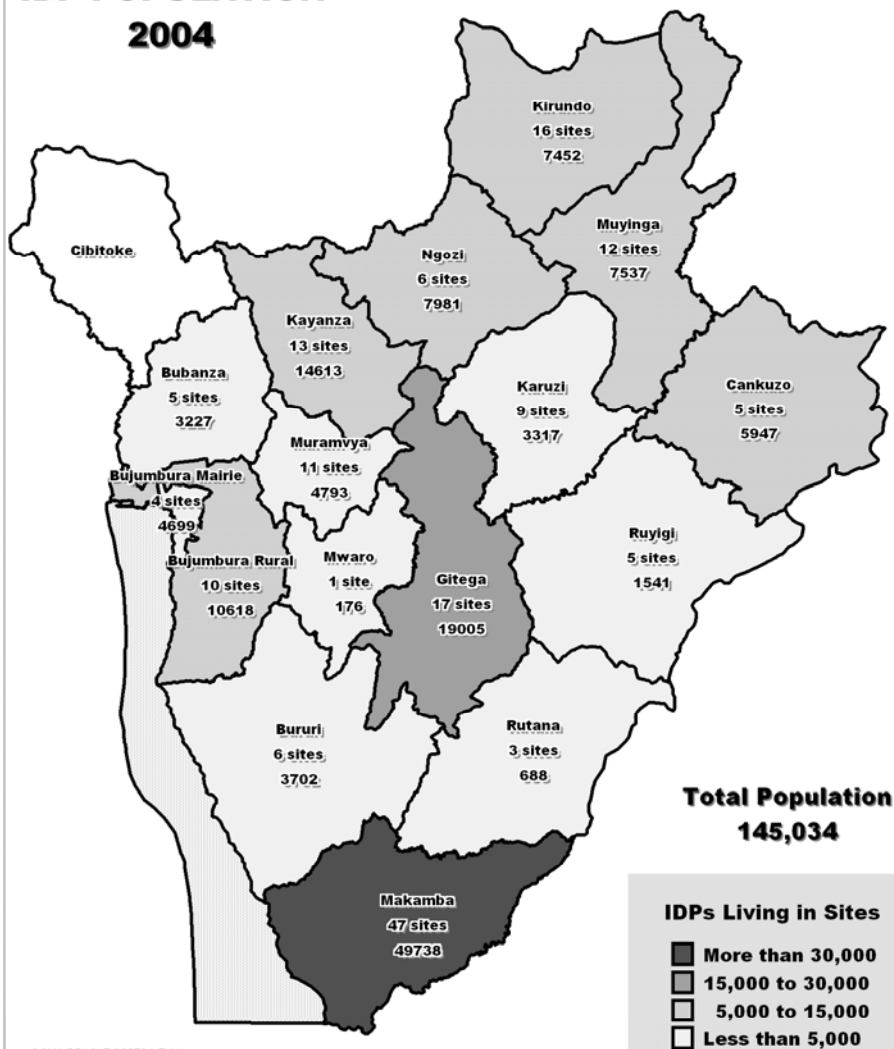 2004
Kirundo
16 sites
7452
Muyinga
12 sites
7537
Cibitoke
Ngozi
6 sites
7981
Kayanza
13 sites
14613
Bubanza
5 sites
3227
Karuzi
9 sites
3317
Cankuzo
5 sites
5947
Muramvya
11 sites
4793
Bujumbura Mairie
4 sites
4699
Ruyigi
5 sites
1541
Bujumbura Rural
10 sites
10618
Mwaro
1 site
176
Gitega
17 sites
19005
Bururi
6 sites
3702
Rutana
3 sites
688
Total Population
145,034
Makamba
47 sites
49738
IDPs Living in Sites
More than 30,000
15,000 to 30,000
5,000 to 15,000
Less than 5,000